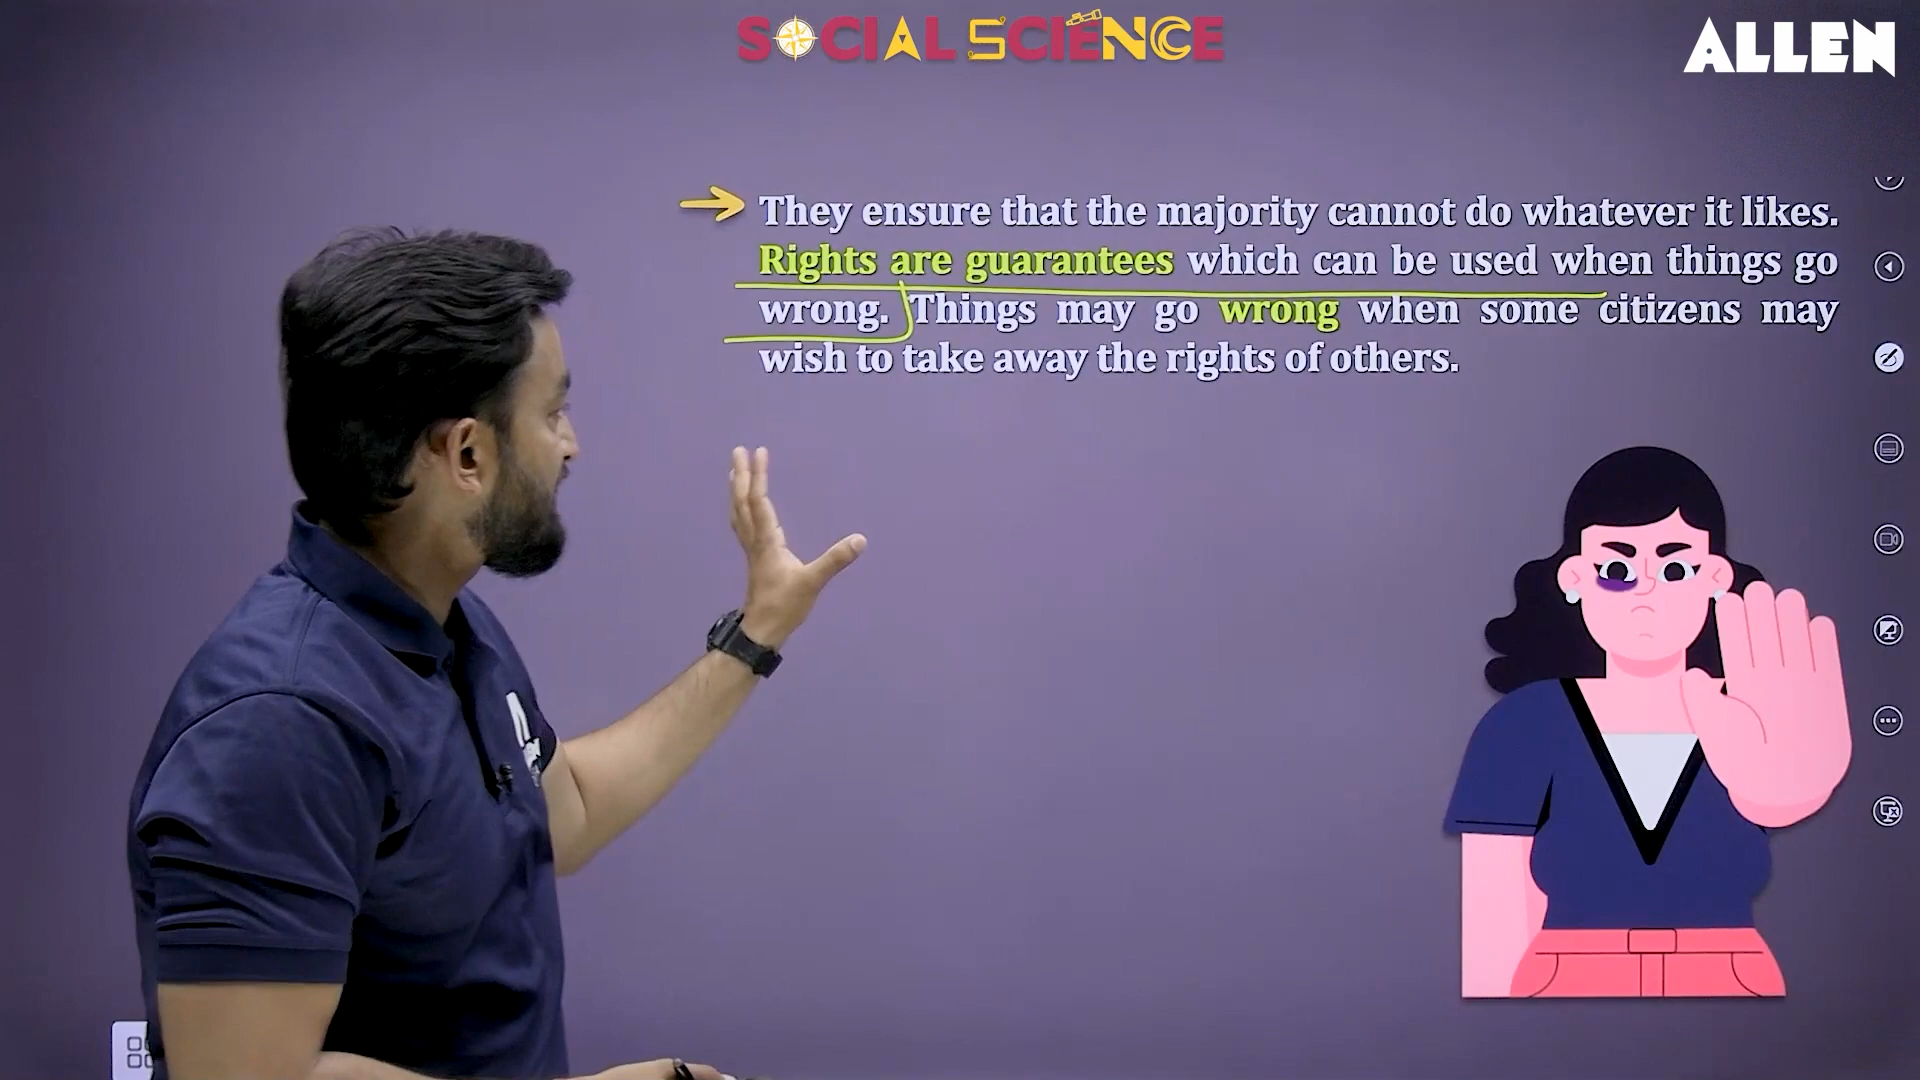 SOCIAL SCIENCE
ALLEN
They ensure that the majority cannot do whatever it likes.
Rights are guarantees which can be used when things go
wrong. Things may go wrong when some citizens may
wish to take away the rights of others.